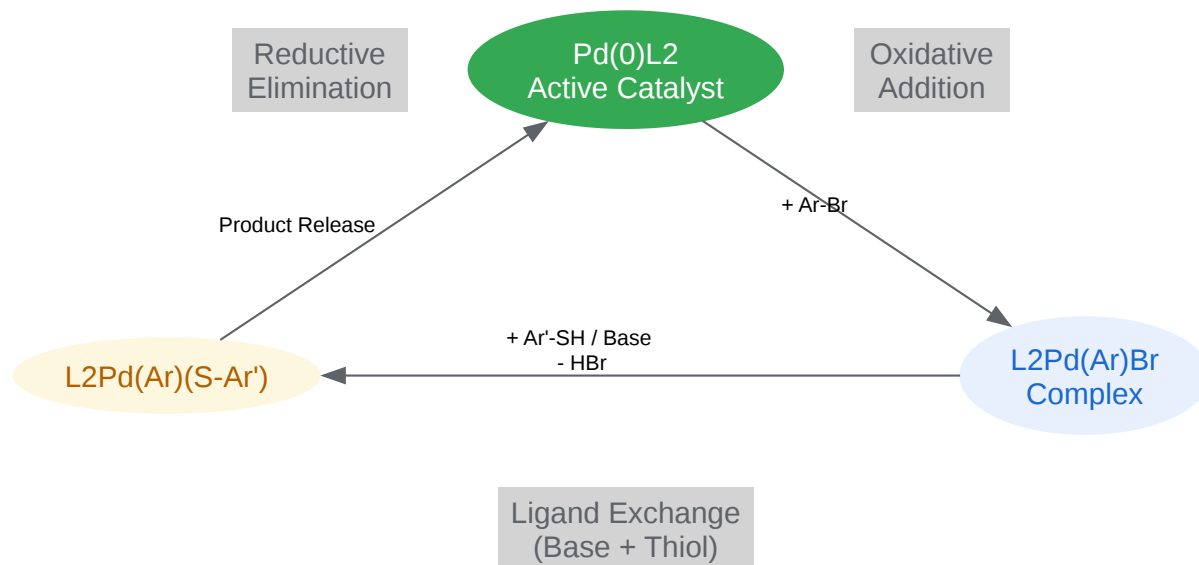 Reductive
Elimination
Pd(0)L2
Active Catalyst
Oxidative
Addition
+ Ar-Br
Product Release
+ Ar'-SH / Base
- HBr
L2Pd(Ar)(S-Ar')
L2Pd(Ar)Br
Complex
Ligand Exchange
(Base + Thiol)